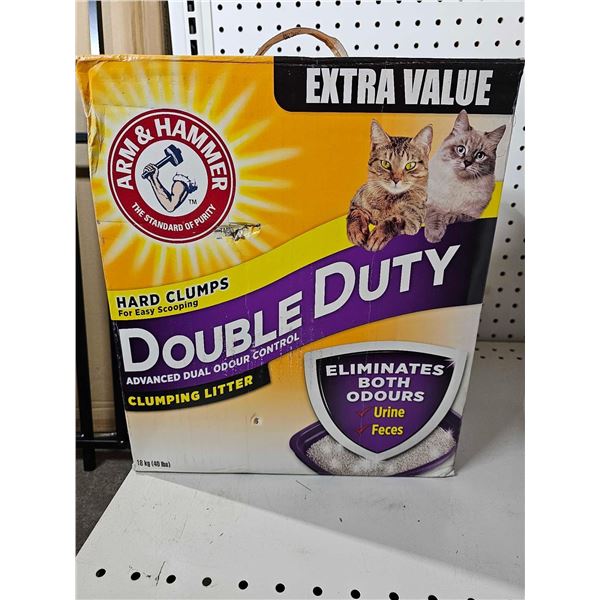 EXTRA VALUE
ARM & HAMMER
THE STANDARD OF PURITY
TM
HARD CLUMPS
For Easy Scooping
DOUBLE DUTY
ADVANCED DUAL ODOUR CONTROL
CLUMPING LITTER
ELIMINATES
BOTH
ODOURS
Urine
Feces
18 kg (40 lbs)